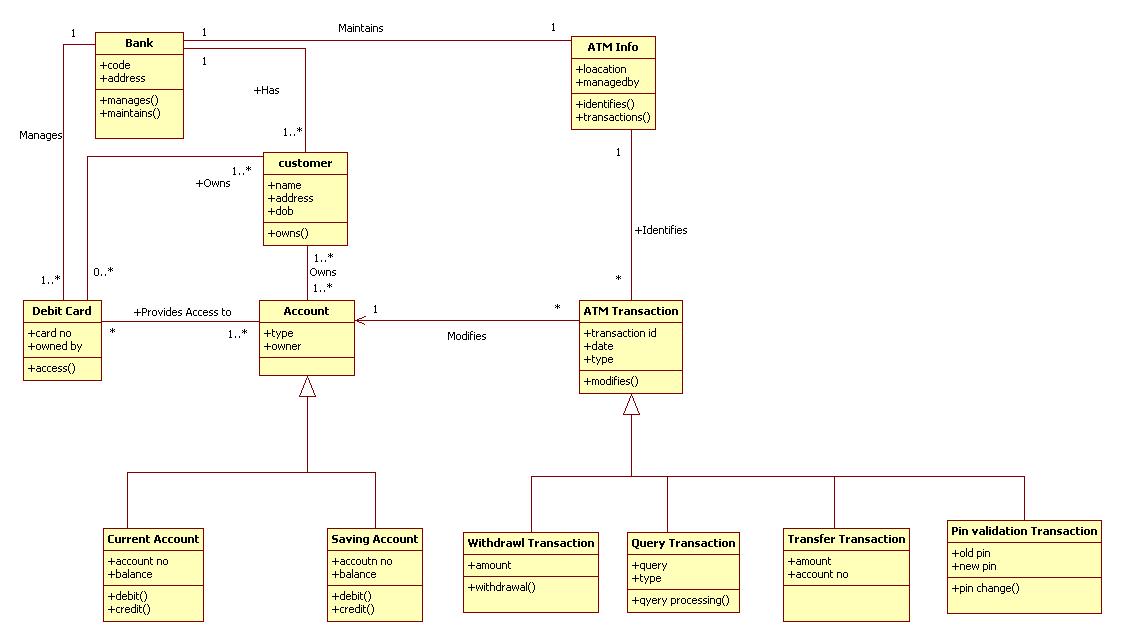 1
Bank
+code
+address
+manages()
+maintains()
1
Maintains
1
1
+Has
1..*
ATM Info
+loacation
+managedby
+identifies()
+transactions()
Manages
customer
+name
+address
+dob
+owns()
1..*
+Owns
1
+Identifies
*
1..*
0..*
1..*
Owns
1..*
Debit Card
+card no
+owned by
+access()
+Provides Access to
*
1..*
Account
+type
+owner
1
*
Modifies
ATM Transaction
+transaction id
+date
+type
+modifies()
Current Account
+account no
+balance
+debit()
+credit()
Saving Account
+accoutn no
+balance
+debit()
+credit()
Withdrawl Transaction
+amount
+withdrawal()
Query Transaction
+query
+type
+qyery processing()
Transfer Transaction
+amount
+account no
Pin validation Transaction
+old pin
+new pin
+pin change()